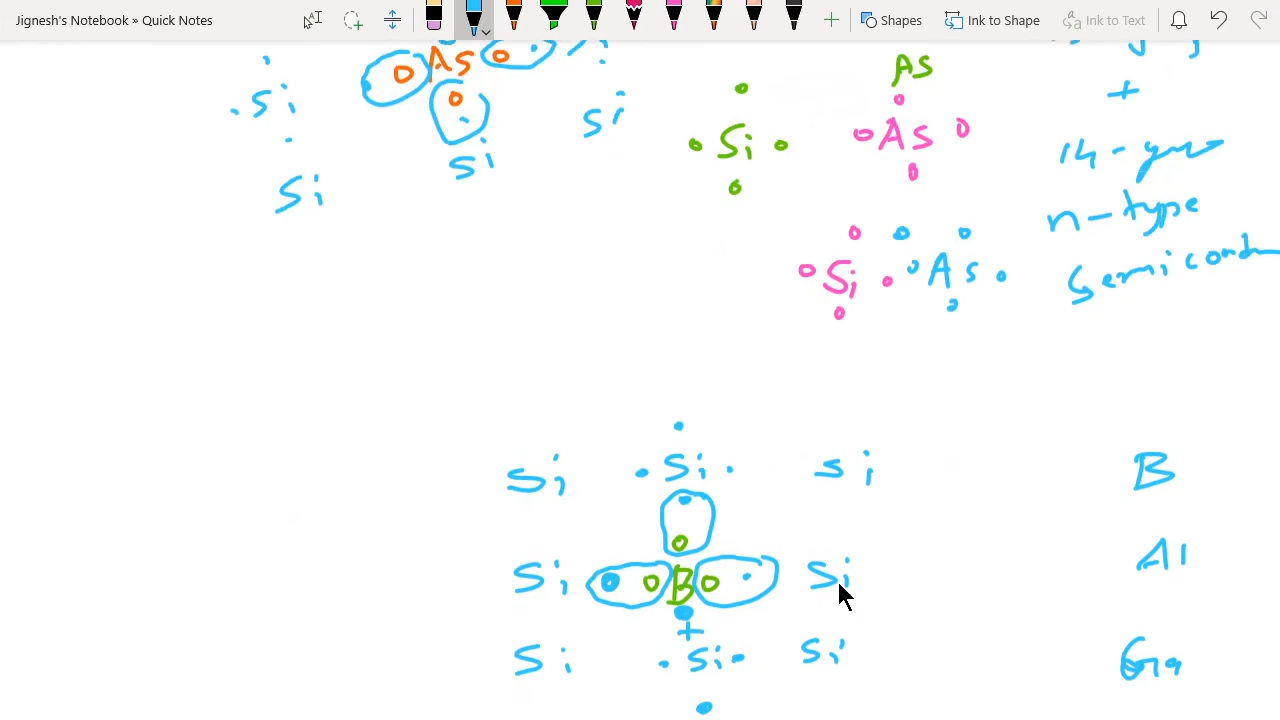 Jignesh's Notebook » Quick Notes
Shapes
Ink to Shape
Ink to Text
As
Si
Si
Si
Si
As
Si
As
+
n-type
Si
As
Si
Si
Si
B
Si
B
Si
Al
+
Si
Si
Si
Ga